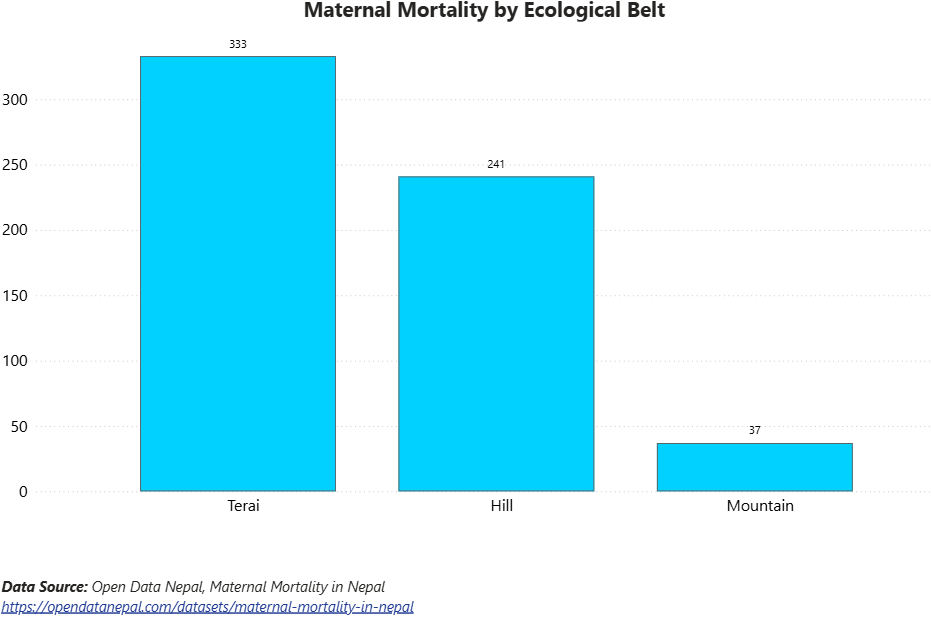 Maternal Mortality by Ecological Belt
333
300
250
241
200
150
100
50
37
0
Terai Hill Mountain
Data Source: Open Data Nepal, Maternal Mortality in Nepal
https://opendatanepal.com/datasets/maternal-mortality-in-nepal